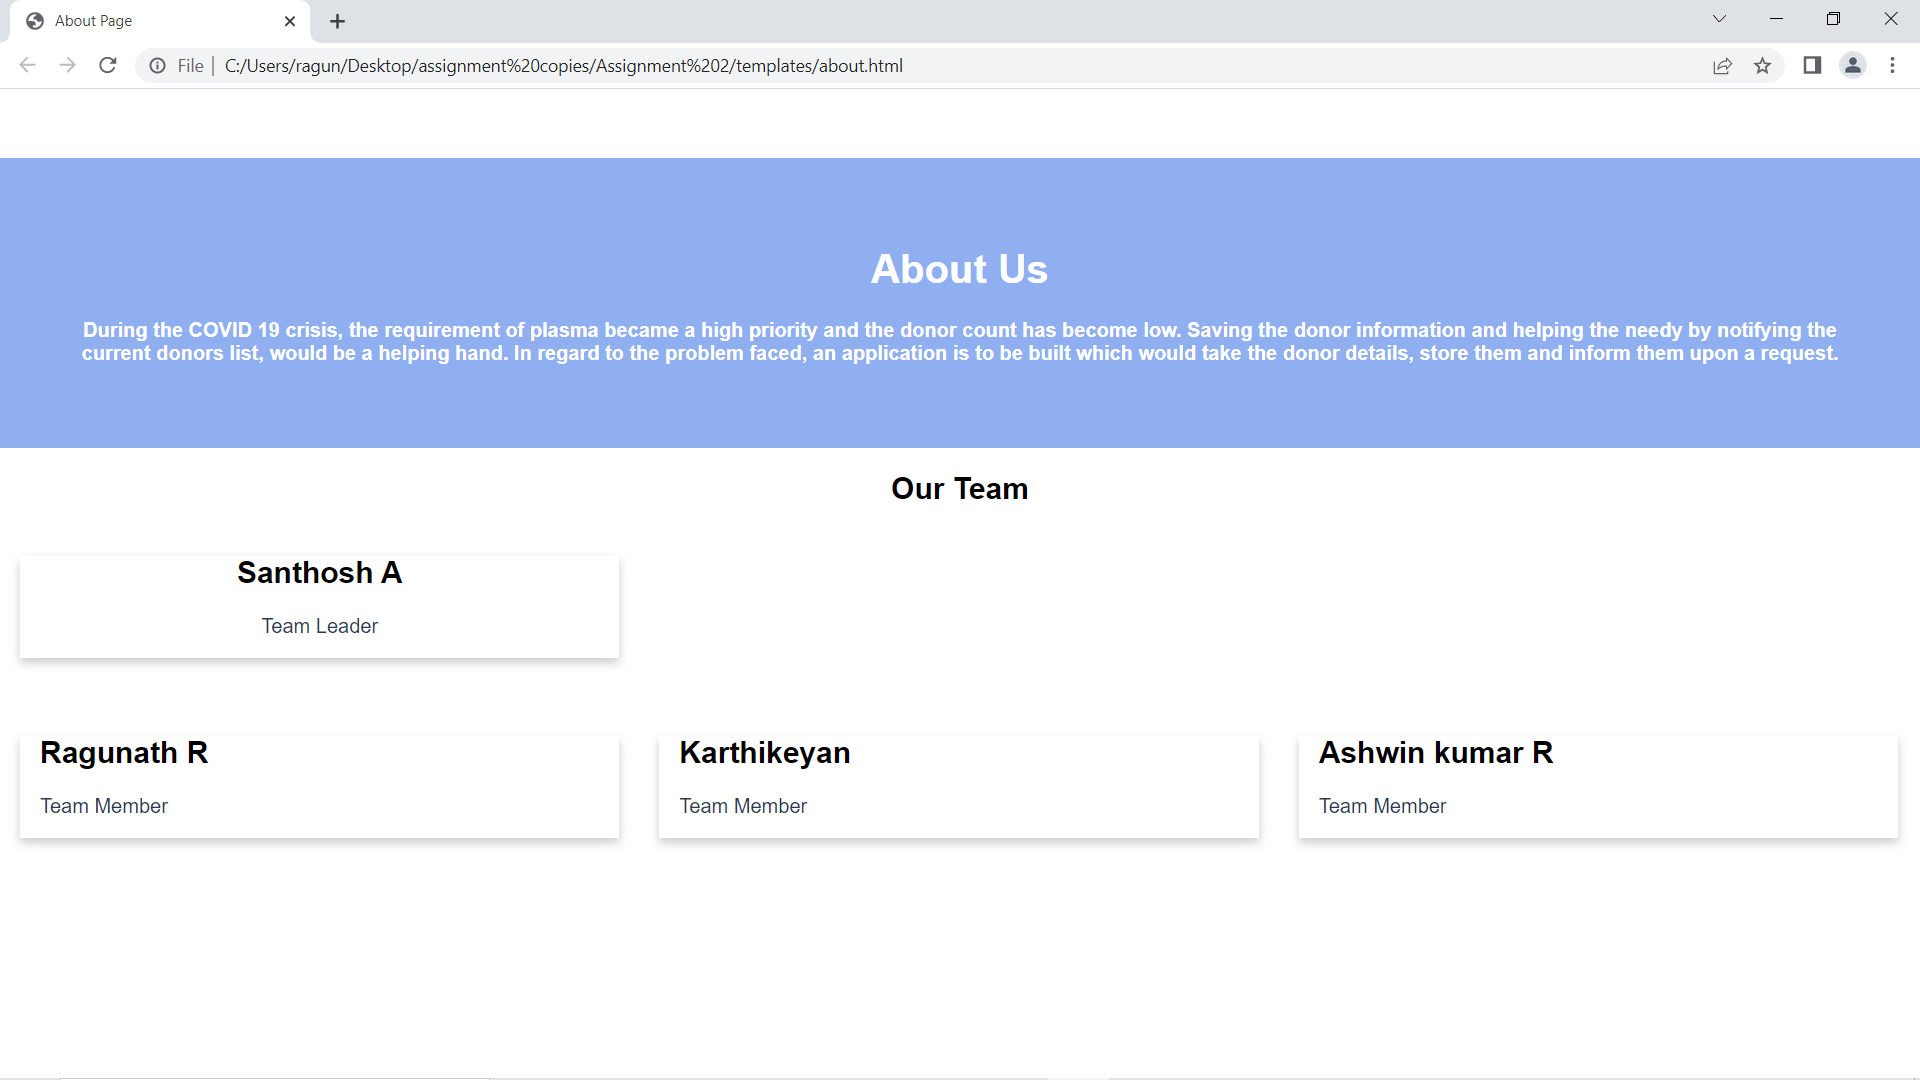 About Page
File | C:/Users/ragun/Desktop/assignment%20copies/Assignment%202/templates/about.html
About Us
During the COVID 19 crisis, the requirement of plasma became a high priority and the donor count has become low. Saving the donor information and helping the needy by notifying the
current donors list, would be a helping hand. In regard to the problem faced, an application is to be built which would take the donor details, store them and inform them upon a request.
Our Team
Santhosh A
Team Leader
Ragunath R
Team Member
Karthikeyan
Team Member
Ashwin kumar R
Team Member